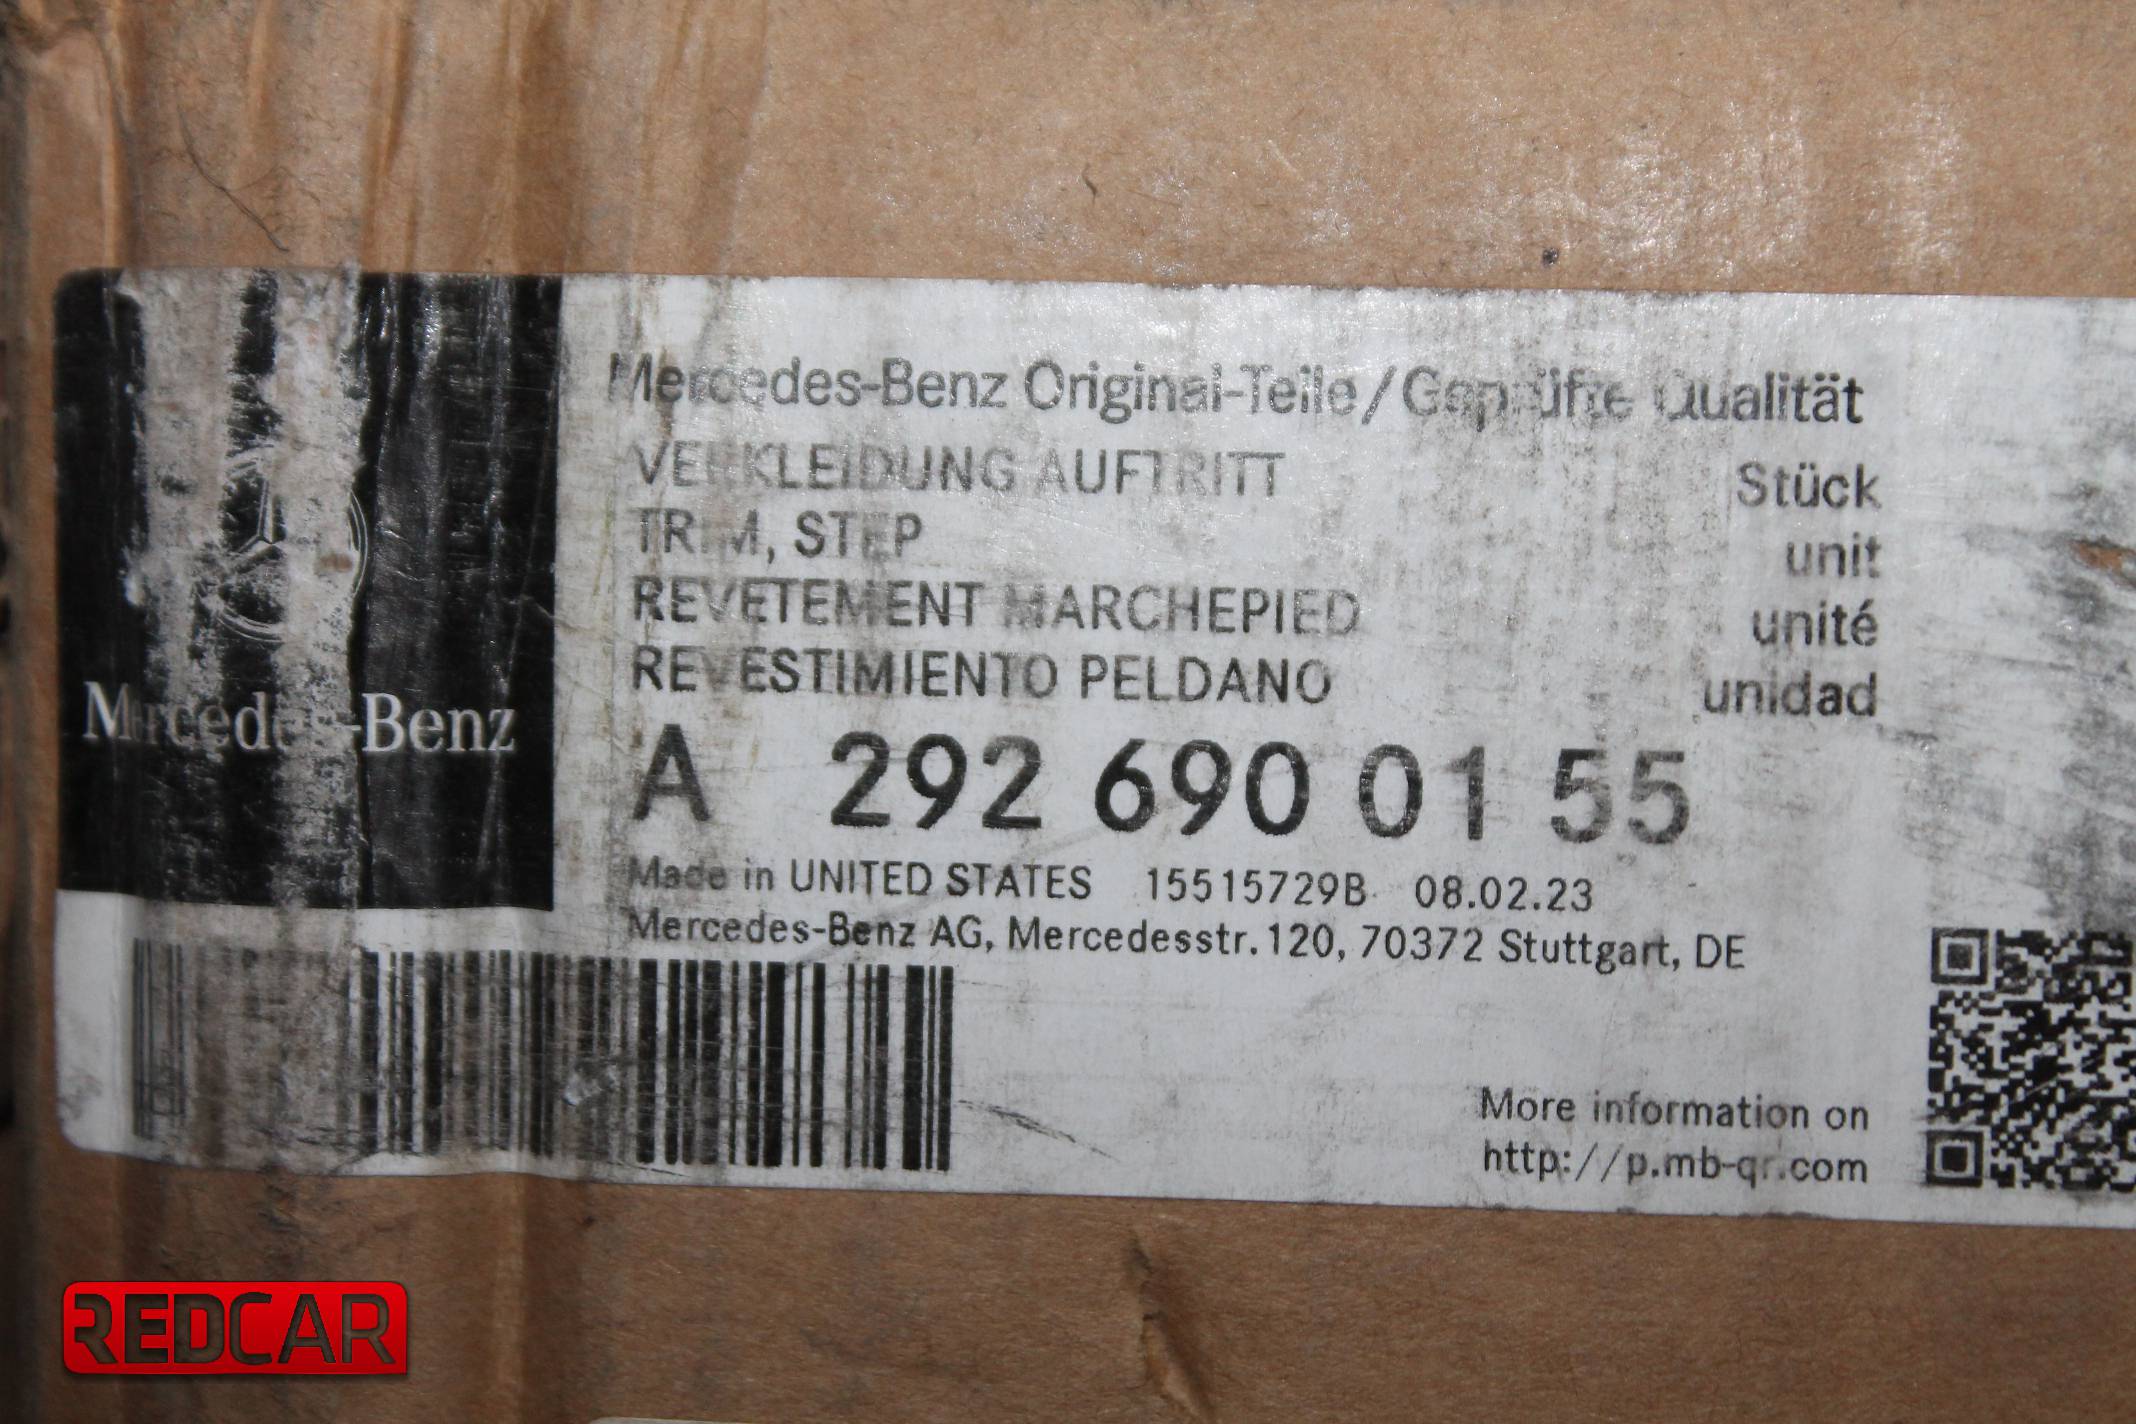 Mercedes-Benz Original-Teile/Geprüfte Qualität
VERKLEIDUNG AUFTRITT
Stück
TRIM, STEP
unit
REVETEMENT MARCHEPIED
unité
REVESTIMIENTO PELDANO
unidad
Mercedes-Benz
A 292 690 01 55
Made in UNITED STATES 15515729B 08.02.23
Mercedes-Benz AG, Mercedesstr. 120, 70372 Stuttgart, DE
More information on
http://p.mb-qr.com
REDCAR